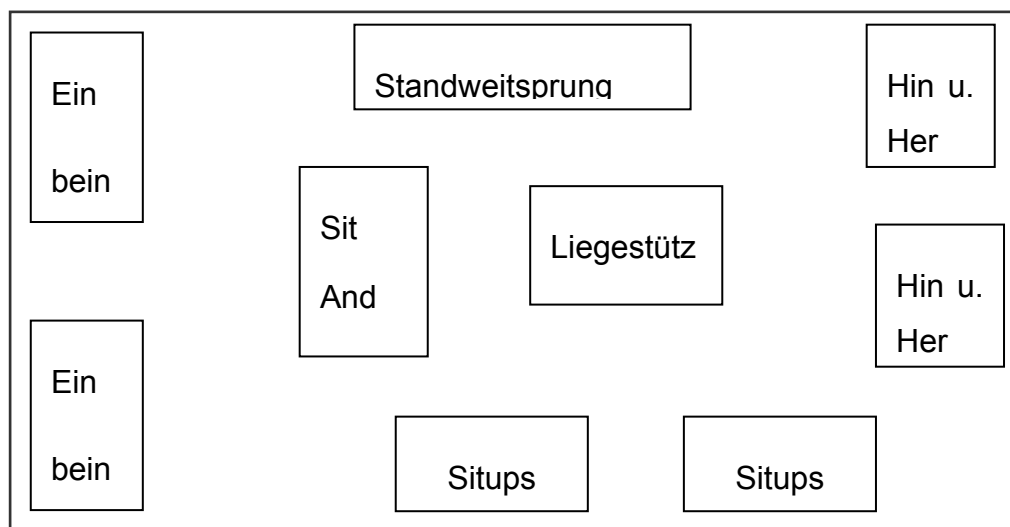 Ein
bein
Standweitsprung
Hin u.
Her
Sit
And
Liegestütz
Hin u.
Her
Ein
bein
Situps
Situps